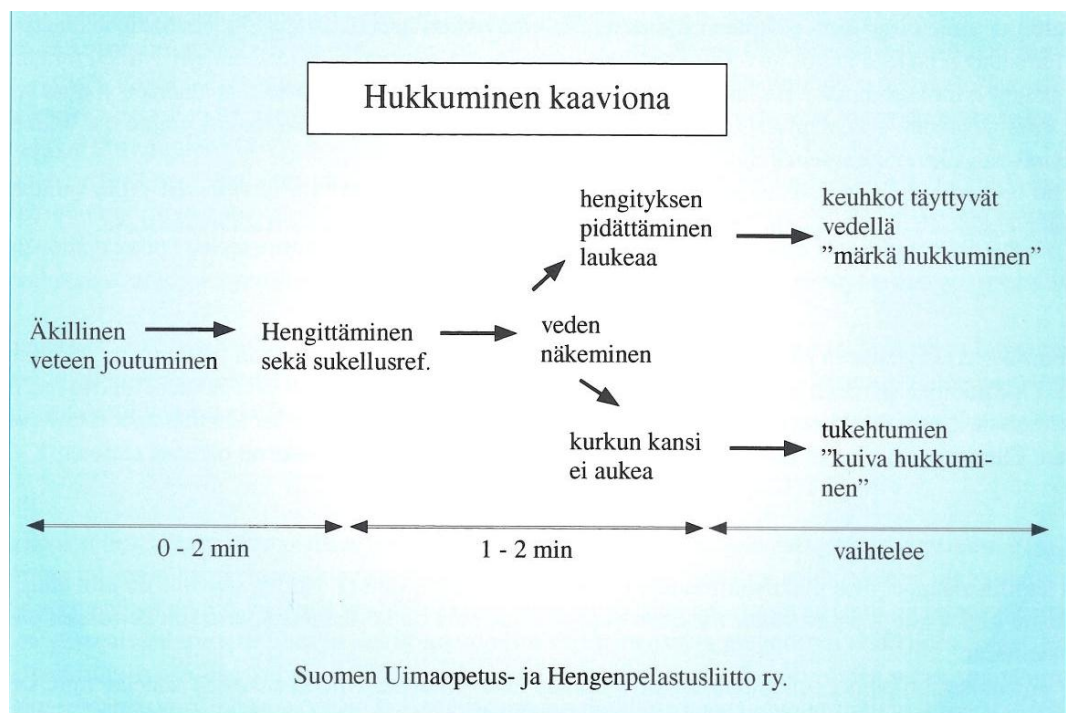 Hukkuminen kaaviona
Äkillinen
veteen joutuminen
Hengittäminen
sekä sukellusref.
hengityksen
pidättäminen
laukeaa
veden
näkeminen
kurkun kansi
ei aukea
keuhkot täyttyvät
vedellä
”märkä hukkuminen”
tukehtumien
”kuiva hukkumi-
nen”
0 - 2 min
1 - 2 min
vaihtelee
Suomen Uimaopetus- ja Hengenpelastusliitto ry.